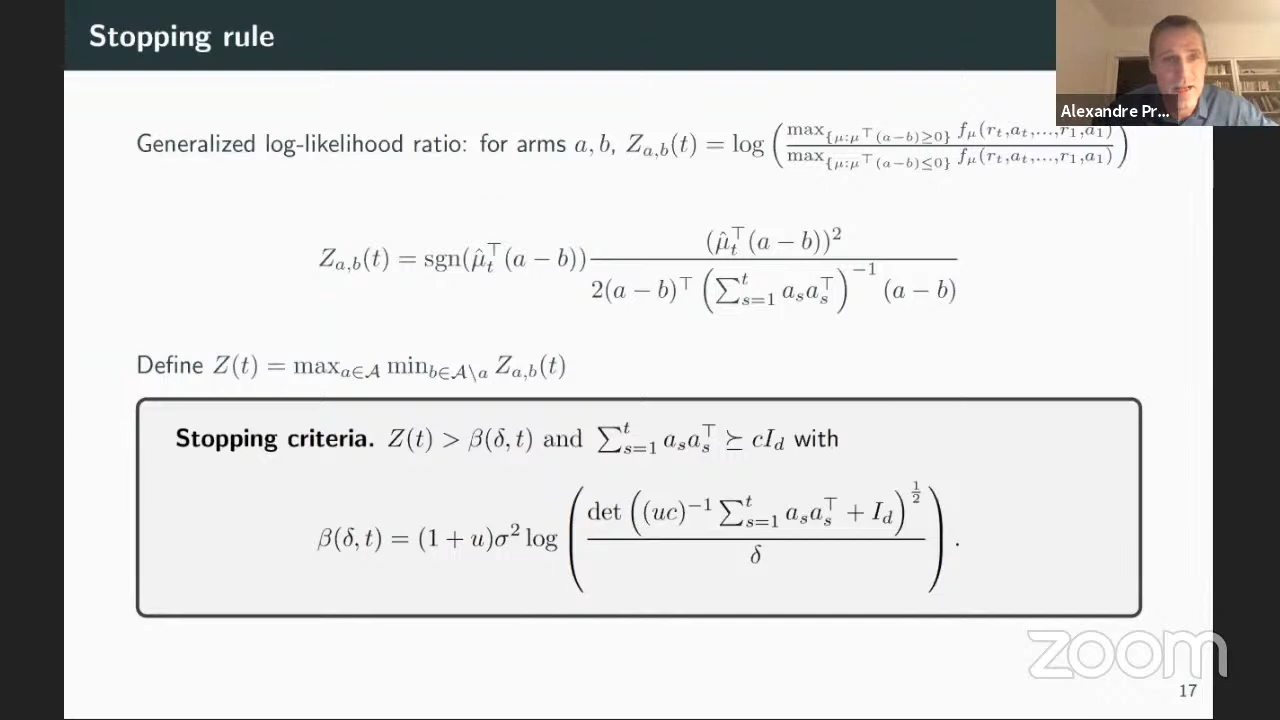 Stopping rule
Alexandre Pr...
Generalized log-likelihood ratio: for arms a, b, Z_{a,b}(t) = log ( max_{μ:μ^⊤(a−b)≥0} f_μ(r_t,a_t,...,r_1,a_1) / max_{μ:μ^⊤(a−b)≤0} f_μ(r_t,a_t,...,r_1,a_1) )
Z_{a,b}(t) = sgn(μ̂_t^⊤(a − b)) (μ̂_t^⊤(a − b))^2 / 2(a − b)^⊤ (∑_{s=1}^t a_s a_s^⊤)^{−1} (a − b)
Define Z(t) = max_{a∈𝒜} min_{b∈𝒜\a} Z_{a,b}(t)
Stopping criteria. Z(t) > β(δ, t) and ∑_{s=1}^t a_s a_s^⊤ ⪰ cI_d with
β(δ, t) = (1 + u)σ^2 log ( det ((uc)^{−1} ∑_{s=1}^t a_s a_s^⊤ + I_d)^{1/2} / δ ) .
zoom
17